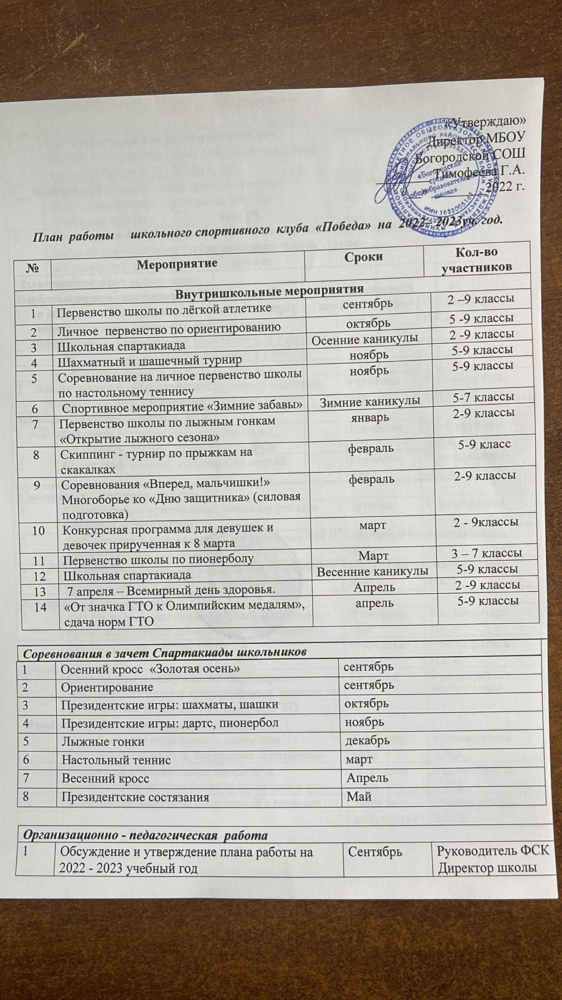 «Утверждаю»
Директор МБОУ
Богородской СОШ
Тимофеева Г.А.
«__» ________ 2022 г.
«Богородская
средняя
общеобразовательная
школа»
ИНН 1633005167
План работы школьного спортивного клуба «Победа» на 2022 – 2023уч. год.
№ Мероприятие Сроки Кол-во
участников
Внутришкольные мероприятия
1 Первенство школы по лёгкой атлетике сентябрь 2 –9 классы
2 Личное первенство по ориентированию октябрь 5 -9 классы
3 Школьная спартакиада Осенние каникулы 2 -9 классы
4 Шахматный и шашечный турнир ноябрь 5-9 классы
5 Соревнование на личное первенство школы ноябрь 5-9 классы
по настольному теннису
6 Спортивное мероприятие «Зимние забавы» Зимние каникулы 5-7 классы
7 Первенство школы по лыжным гонкам январь 2-9 классы
«Открытие лыжного сезона»
8 Скиппинг - турнир по прыжкам на февраль 5-9 класс
скакалках
9 Соревнования «Вперед, мальчишки!» февраль 2-9 классы
Многоборье ко «Дню защитника» (силовая
подготовка)
10 Конкурсная программа для девушек и март 2 - 9классы
девочек прирученная к 8 марта
11 Первенство школы по пионерболу Март 3 – 7 классы
12 Школьная спартакиада Весенние каникулы 5-9 классы
13 7 апреля – Всемирный день здоровья. Апрель 2 -9 классы
14 «От значка ГТО к Олимпийским медалям», апрель 5-9 классы
сдача норм ГТО
Соревнования в зачет Спартакиады школьников
1 Осенний кросс «Золотая осень» сентябрь
2 Ориентирование сентябрь
3 Президентские игры: шахматы, шашки октябрь
4 Президентские игры: дартс, пионербол ноябрь
5 Лыжные гонки декабрь
6 Настольный теннис март
7 Весенний кросс Апрель
8 Президентские состязания Май
Организационно - педагогическая работа
1 Обсуждение и утверждение плана работы на Сентябрь Руководитель ФСК
2022 - 2023 учебный год Директор школы